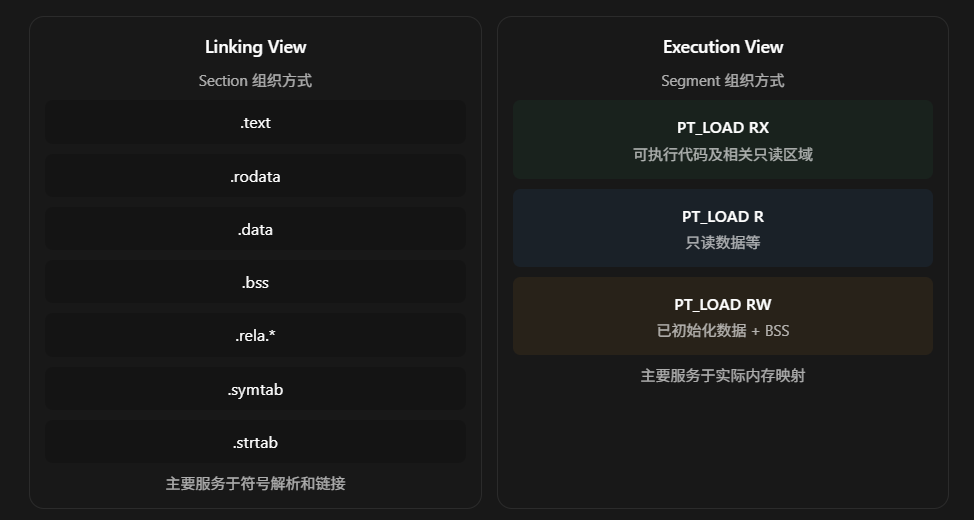 Linking View
Section 组织方式
.text
.rodata
.data
.bss
.rela.*
.symtab
.strtab
主要服务于符号解析和链接
Execution View
Segment 组织方式
PT_LOAD RX
可执行代码及相关只读区域
PT_LOAD R
只读数据等
PT_LOAD RW
已初始化数据 + BSS
主要服务于实际内存映射